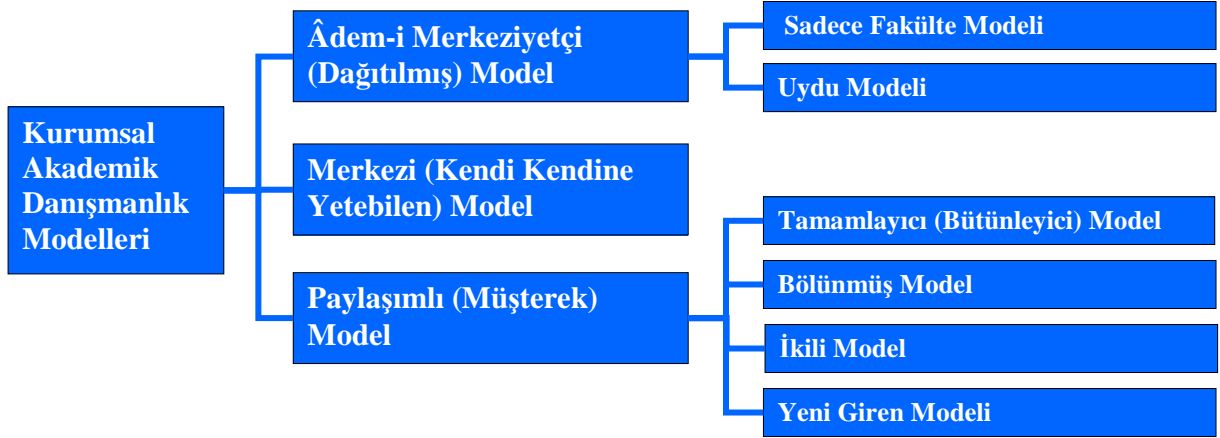 Kurumsal
Akademik
Danışmanlık
Modelleri
Âdem-i Merkeziyetçi
(Dağıtılmış) Model
Sadece Fakülte Modeli
Uydu Modeli
Merkezi (Kendi Kendine
Yetebilen) Model
Paylaşımlı (Müşterek)
Model
Tamamlayıcı (Bütünleyici) Model
Bölünmüş Model
İkili Model
Yeni Giren Modeli